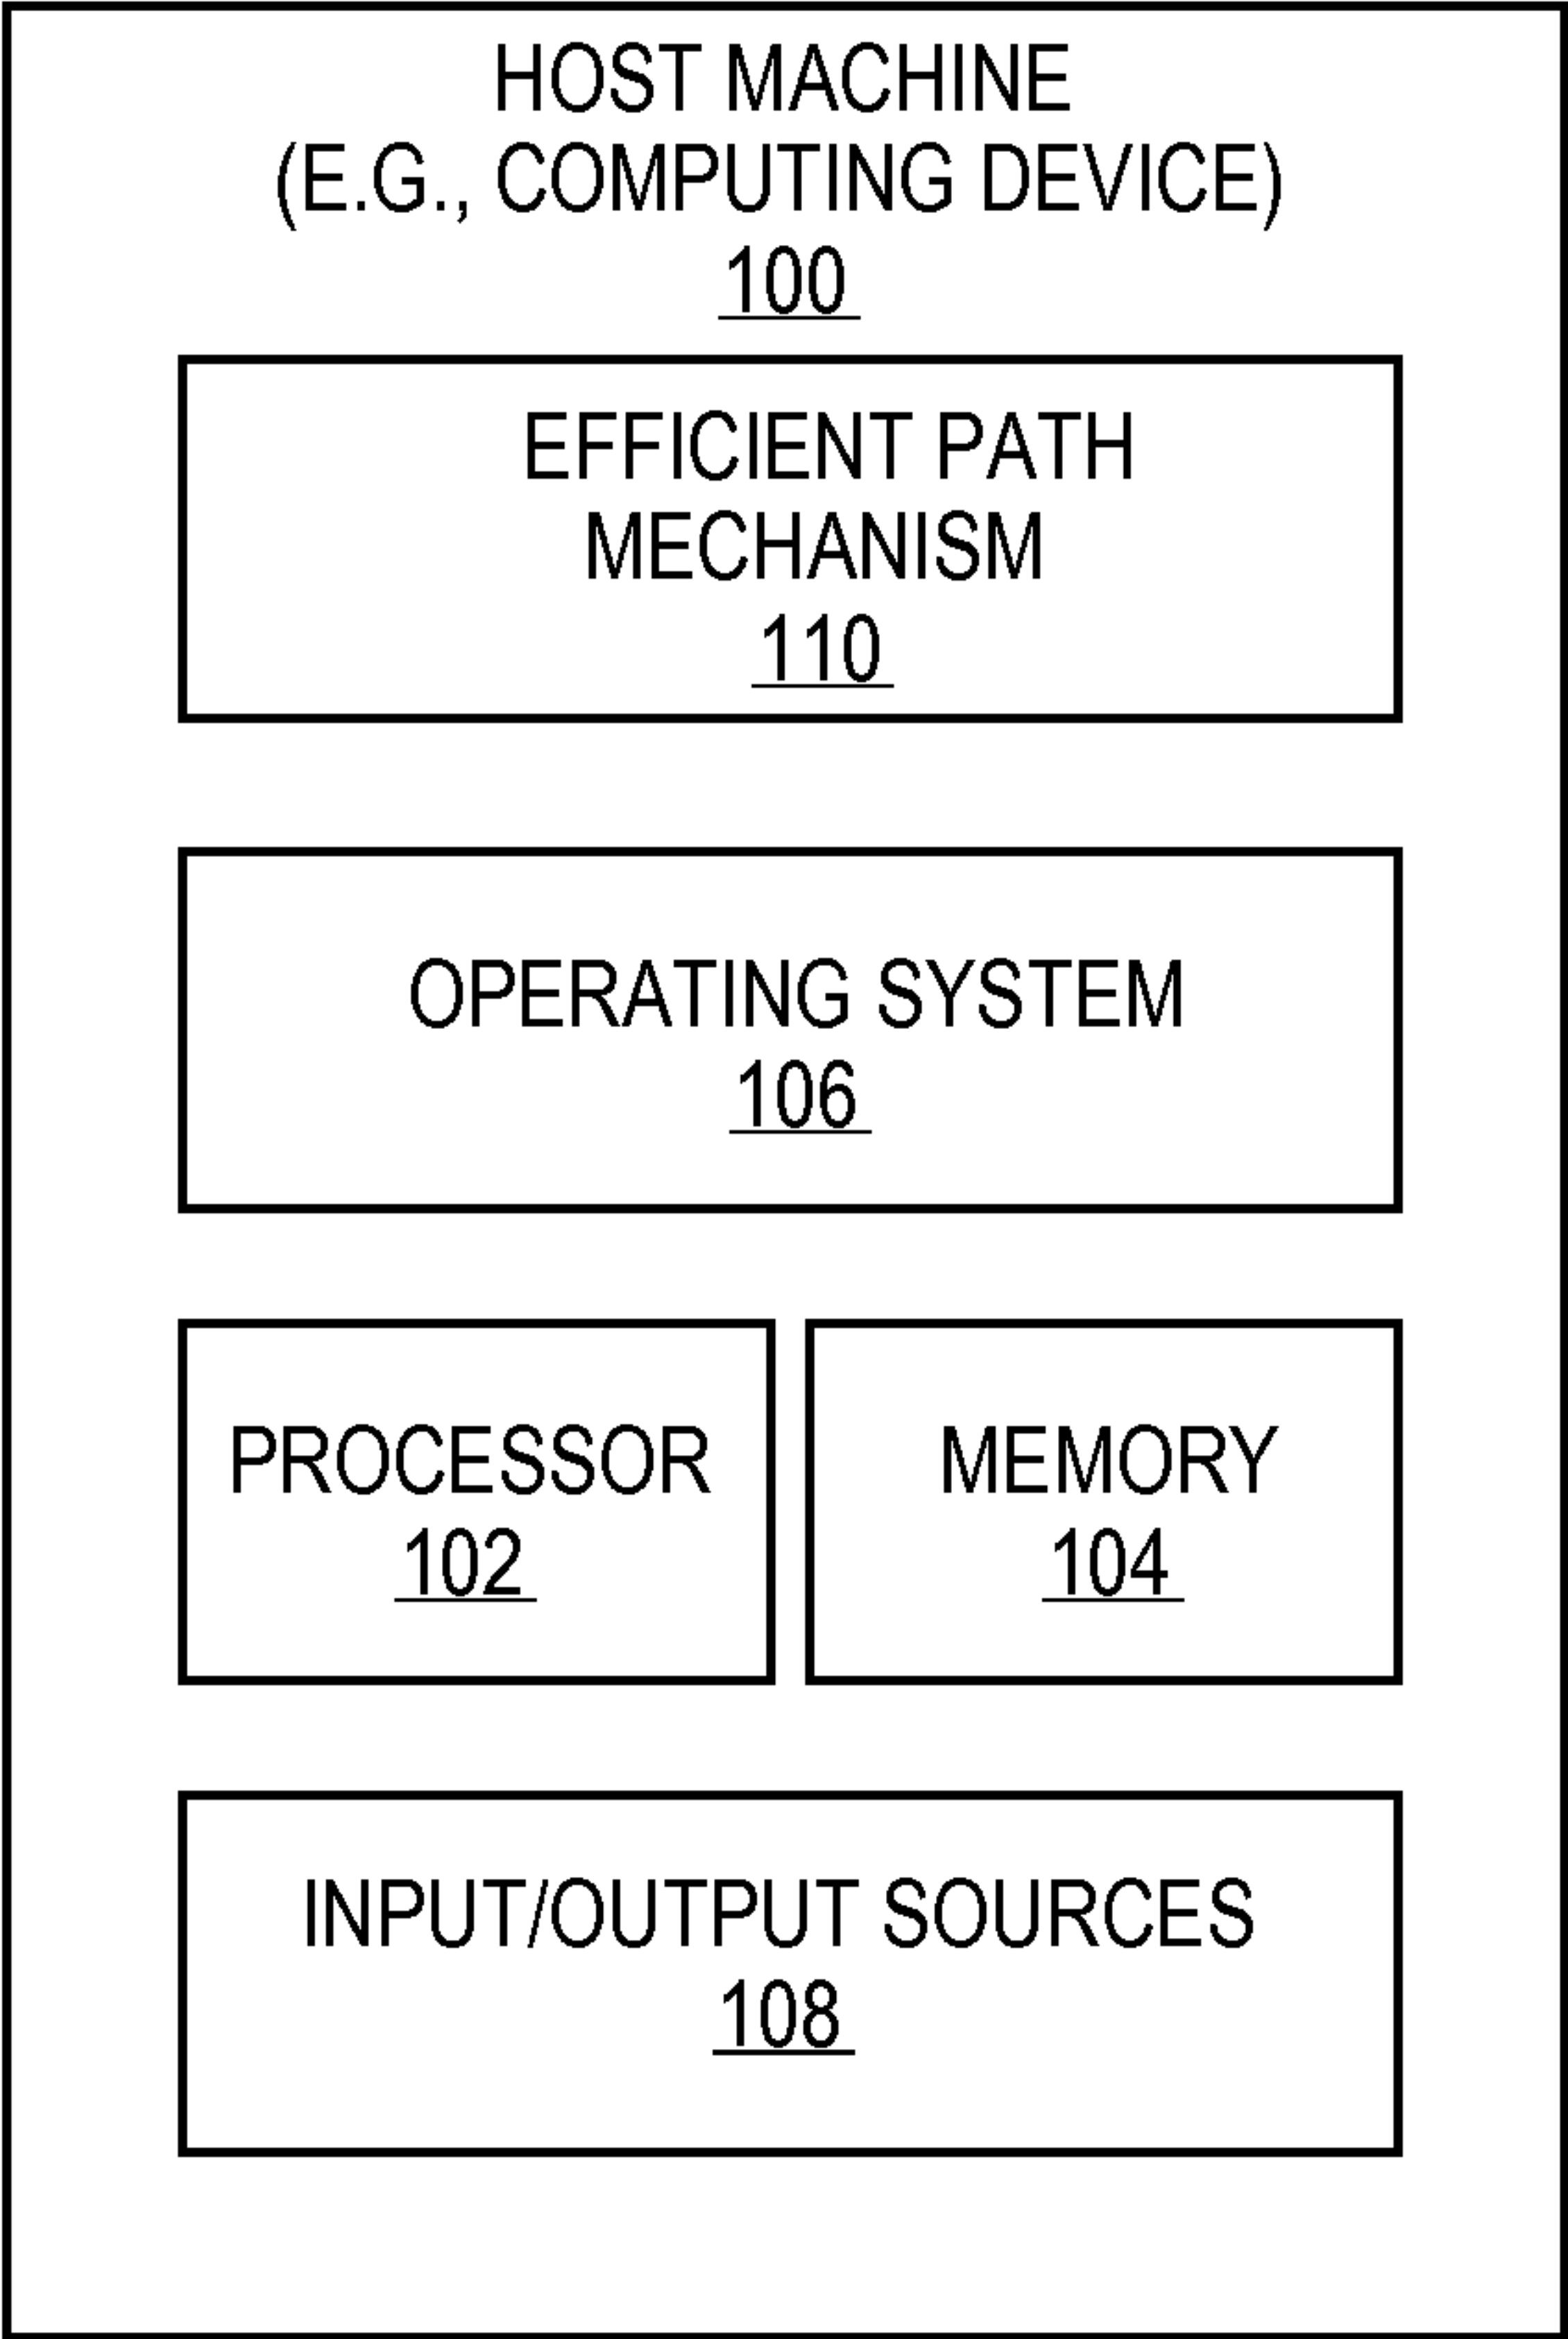 HOST MACHINE
(E.G., COMPUTING DEVICE)
100
EFFICIENT PATH
MECHANISM
110
OPERATING SYSTEM
106
PROCESSOR
102
MEMORY
104
INPUT/OUTPUT SOURCES
108